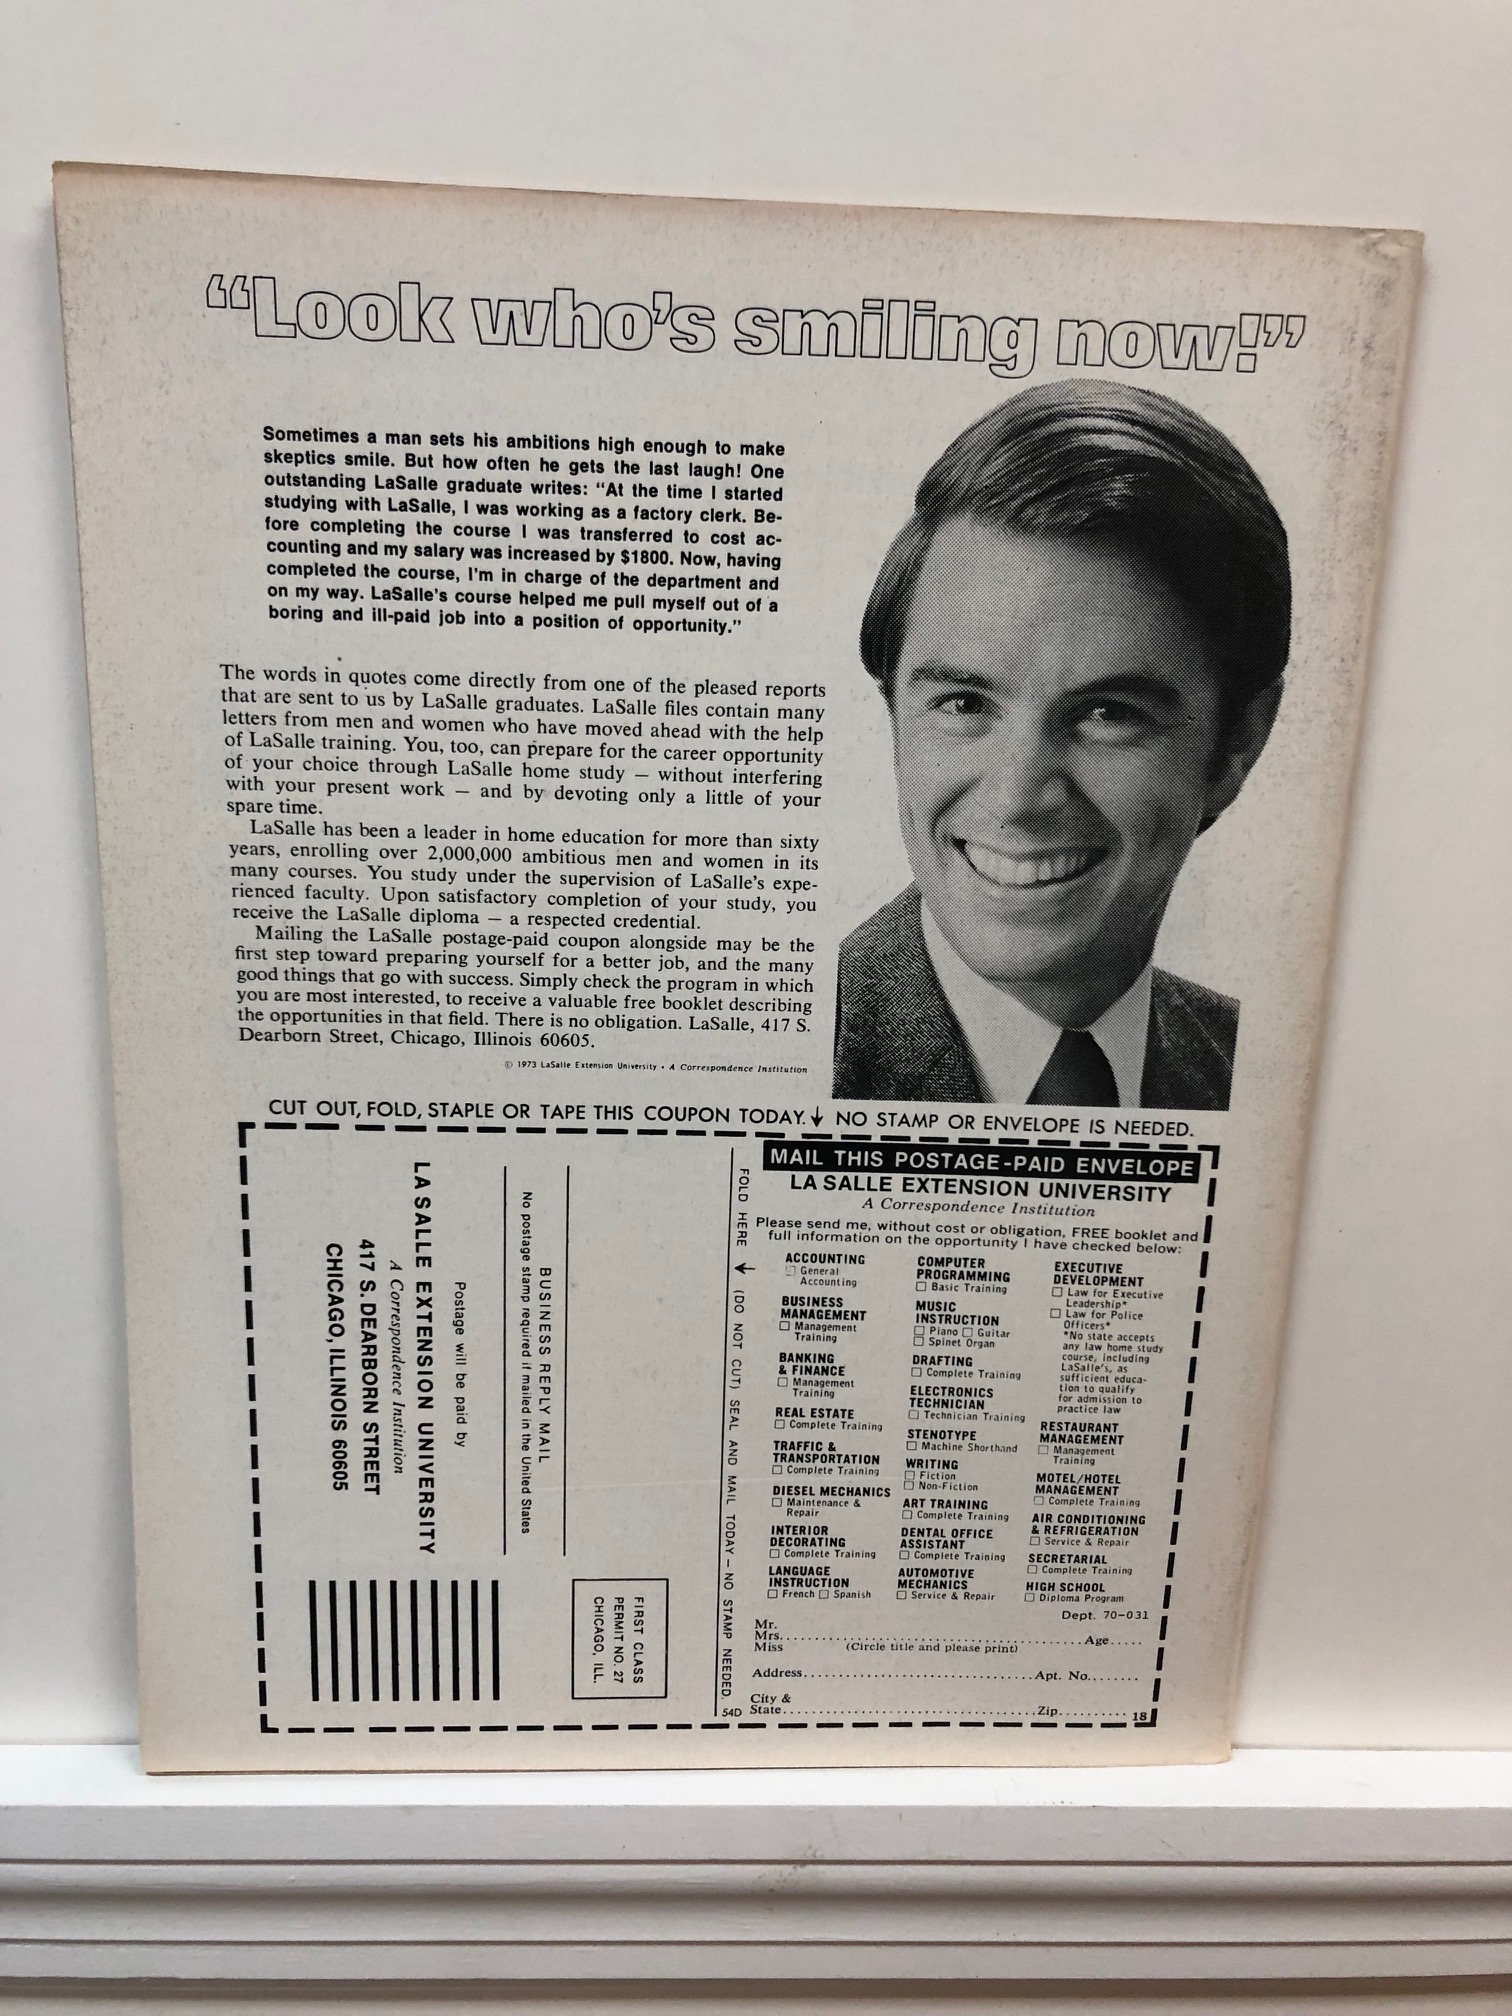 “Look who's smiling now!”
Sometimes a man sets his ambitions high enough to make
skeptics smile. But how often he gets the last laugh! One
outstanding LaSalle graduate writes: “At the time I started
studying with LaSalle, I was working as a factory clerk. Be-
fore completing the course I was transferred to cost ac-
counting and my salary was increased by $1800. Now, having
completed the course, I'm in charge of the department and
on my way. LaSalle's course helped me pull myself out of a
boring and ill-paid job into a position of opportunity.”
The words in quotes come directly from one of the pleased reports
that are sent to us by LaSalle graduates. LaSalle files contain many
letters from men and women who have moved ahead with the help
of LaSalle training. You, too, can prepare for the career opportunity
of your choice through LaSalle home study — without interfering
with your present work — and by devoting only a little of your
spare time.
LaSalle has been a leader in home education for more than sixty
years, enrolling over 2,000,000 ambitious men and women in its
many courses. You study under the supervision of LaSalle's expe-
rienced faculty. Upon satisfactory completion of your study, you
receive the LaSalle diploma — a respected credential.
Mailing the LaSalle postage-paid coupon alongside may be the
first step toward preparing yourself for a better job, and the many
good things that go with success. Simply check the program in which
you are most interested, to receive a valuable free booklet describing
the opportunities in that field. There is no obligation. LaSalle, 417 S.
Dearborn Street, Chicago, Illinois 60605.
© 1973 LaSalle Extension University • A Correspondence Institution
CUT OUT, FOLD, STAPLE OR TAPE THIS COUPON TODAY. ↓ NO STAMP OR ENVELOPE IS NEEDED.
FIRST CLASS
PERMIT NO. 27
CHICAGO, ILL.
BUSINESS REPLY MAIL
No postage stamp required if mailed in the United States
Postage will be paid by
LA SALLE EXTENSION UNIVERSITY
A Correspondence Institution
417 S. DEARBORN STREET
CHICAGO, ILLINOIS 60605
FOLD HERE → (DO NOT CUT) SEAL AND MAIL TODAY — NO STAMP NEEDED.
54D
MAIL THIS POSTAGE-PAID ENVELOPE
LA SALLE EXTENSION UNIVERSITY
A Correspondence Institution
Please send me, without cost or obligation, FREE booklet and
full information on the opportunity I have checked below:
ACCOUNTING
☐ General
Accounting
BUSINESS
MANAGEMENT
☐ Management
Training
BANKING
& FINANCE
☐ Management
Training
REAL ESTATE
☐ Complete Training
TRAFFIC &
TRANSPORTATION
☐ Complete Training
DIESEL MECHANICS
☐ Maintenance &
Repair
INTERIOR
DECORATING
☐ Complete Training
LANGUAGE
INSTRUCTION
☐ French ☐ Spanish
COMPUTER
PROGRAMMING
☐ Basic Training
MUSIC
INSTRUCTION
☐ Piano ☐ Guitar
☐ Spinet Organ
DRAFTING
☐ Complete Training
ELECTRONICS
TECHNICIAN
☐ Technician Training
STENOTYPE
☐ Machine Shorthand
WRITING
☐ Fiction
☐ Non-Fiction
ART TRAINING
☐ Complete Training
DENTAL OFFICE
ASSISTANT
☐ Complete Training
AUTOMOTIVE
MECHANICS
☐ Service & Repair
EXECUTIVE
DEVELOPMENT
☐ Law for Executive
Leadership*
☐ Law for Police
Officers*
*No state accepts
any law home study
course, including
LaSalle's, as
sufficient educa-
tion to qualify
for admission to
practice law
RESTAURANT
MANAGEMENT
☐ Management
Training
MOTEL/HOTEL
MANAGEMENT
☐ Complete Training
AIR CONDITIONING
& REFRIGERATION
☐ Service & Repair
SECRETARIAL
☐ Complete Training
HIGH SCHOOL
☐ Diploma Program
Dept. 70-031
Mr.
Mrs. Age
Miss (Circle title and please print)
Address Apt. No.
City &
State Zip
18